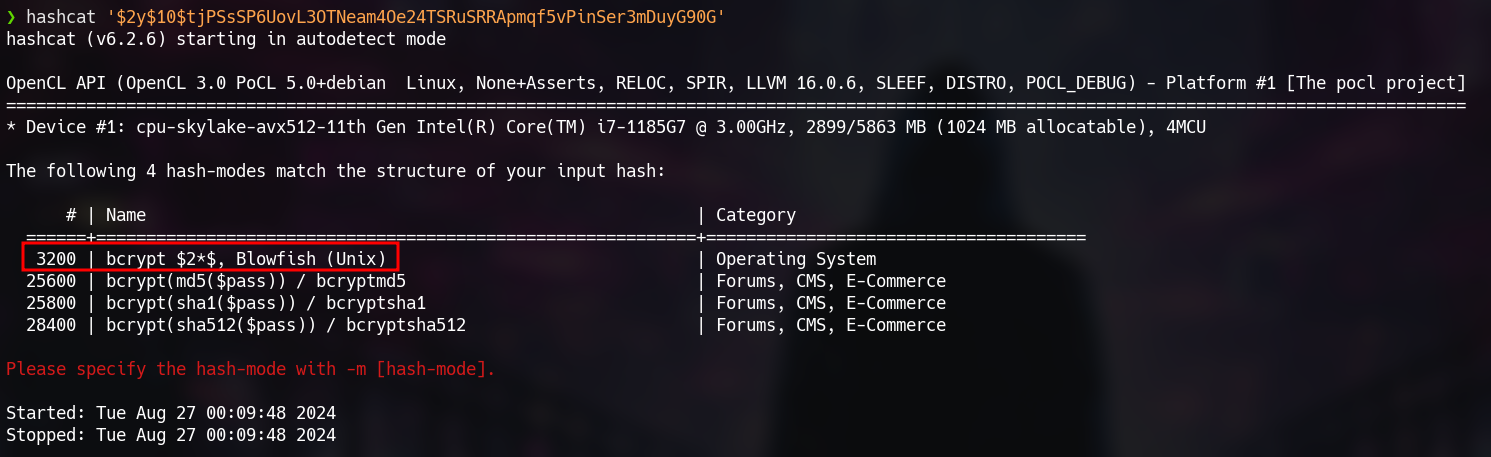 ❯ hashcat '$2y$10$tjPSsSP6UovL3OTNeam4Oe24TSRuSRRApmqf5vPinSer3mDuyG90G'
hashcat (v6.2.6) starting in autodetect mode
OpenCL API (OpenCL 3.0 PoCL 5.0+debian  Linux, None+Asserts, RELOC, SPIR, LLVM 16.0.6, SLEEF, DISTRO, POCL_DEBUG) - Platform #1 [The pocl project]
==================================================================================================================================================
* Device #1: cpu-skylake-avx512-11th Gen Intel(R) Core(TM) i7-1185G7 @ 3.00GHz, 2899/5863 MB (1024 MB allocatable), 4MCU
The following 4 hash-modes match the structure of your input hash:
      # | Name                                                       | Category
  ======+============================================================+======================================
   3200 | bcrypt $2*$, Blowfish (Unix)                               | Operating System
  25600 | bcrypt(md5($pass)) / bcryptmd5                             | Forums, CMS, E-Commerce
  25800 | bcrypt(sha1($pass)) / bcryptsha1                           | Forums, CMS, E-Commerce
  28400 | bcrypt(sha512($pass)) / bcryptsha512                       | Forums, CMS, E-Commerce
Please specify the hash-mode with -m [hash-mode].
Started: Tue Aug 27 00:09:48 2024
Stopped: Tue Aug 27 00:09:48 2024